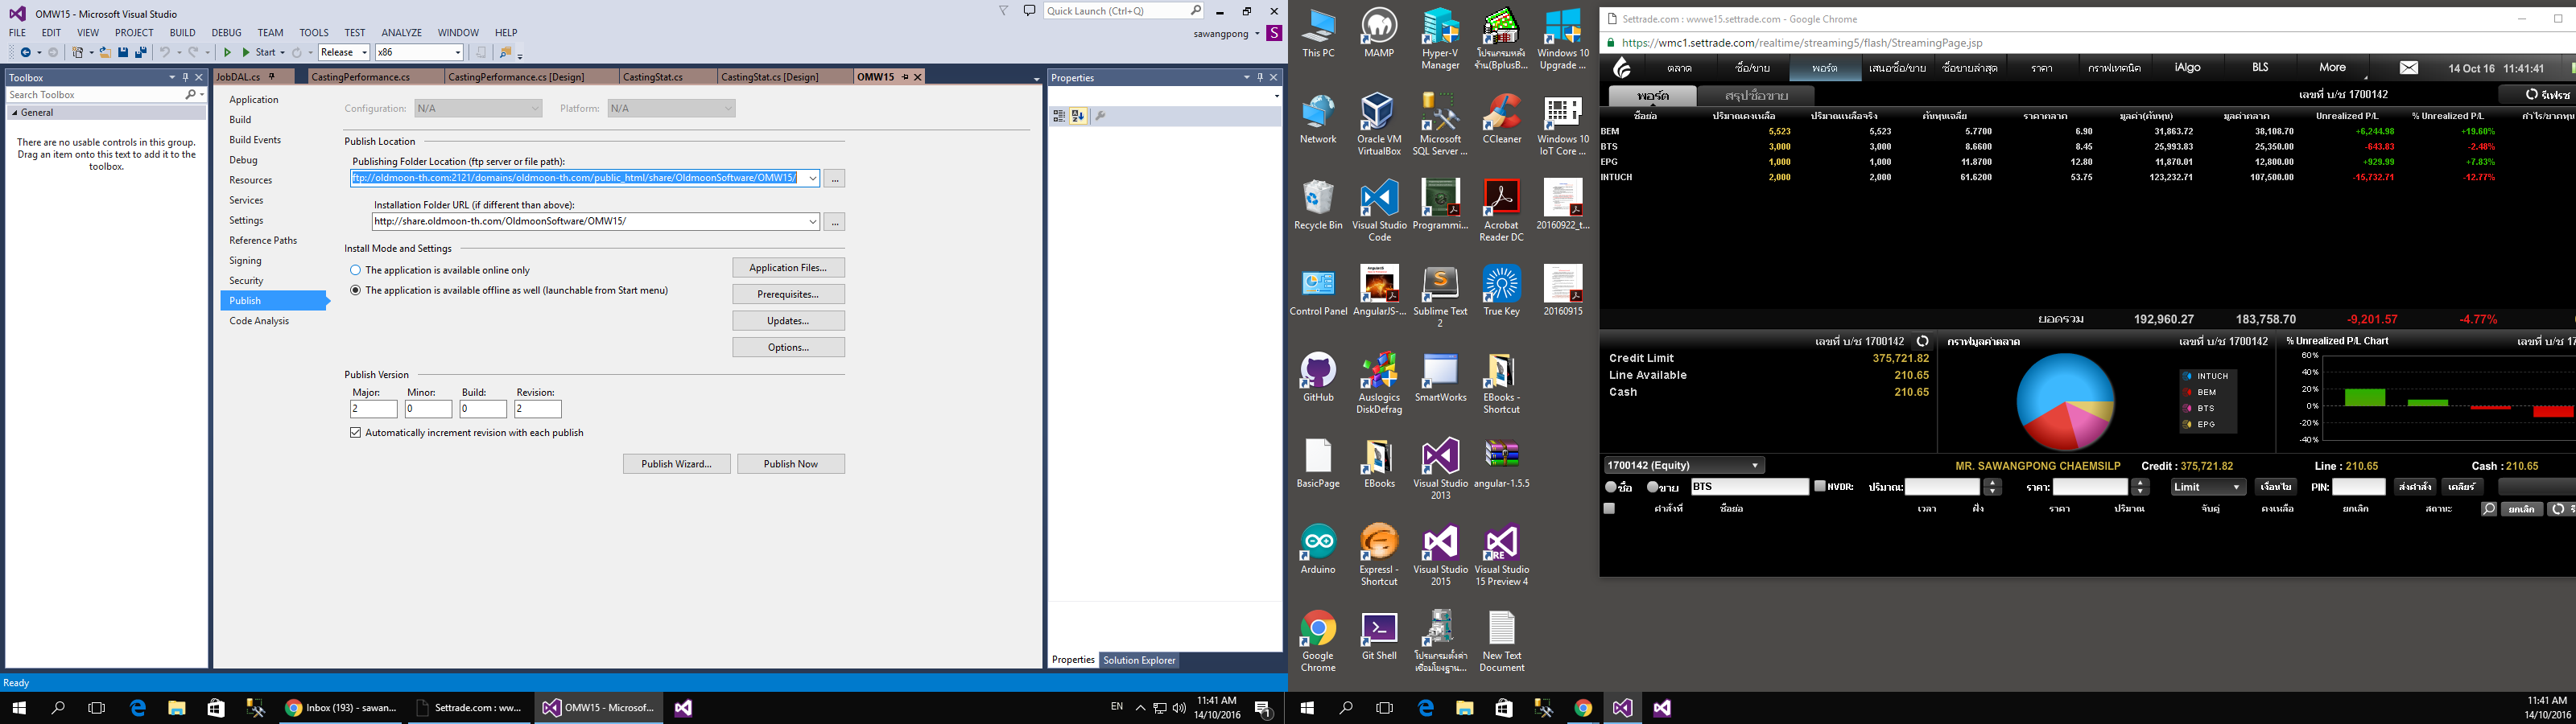 OMW15 - Microsoft Visual Studio
Quick Launch (Ctrl+Q)
FILE EDIT VIEW PROJECT BUILD DEBUG TEAM TOOLS TEST ANALYZE WINDOW HELP
sawangpong S
Start Release x86
Toolbox
Search Toolbox
General
There are no usable controls in this group.
Drag an item onto this text to add it to the
toolbox.
JobDAL.cs CastingPerformance.cs CastingPerformance.cs [Design] CastingStat.cs CastingStat.cs [Design] OMW15
Application
Build
Build Events
Debug
Resources
Services
Settings
Reference Paths
Signing
Security
Publish
Code Analysis
Configuration: N/A Platform: N/A
Publish Location
Publishing Folder Location (ftp server or file path):
ftp://oldmoon-th.com:2121/domains/oldmoon-th.com/public_html/share/OldmoonSoftware/OMW15/
...
Installation Folder URL (if different than above):
http://share.oldmoon-th.com/OldmoonSoftware/OMW15/
...
Install Mode and Settings
The application is available online only
The application is available offline as well (launchable from Start menu)
Application Files...
Prerequisites...
Updates...
Options...
Publish Version
Major: Minor: Build: Revision:
2 0 0 2
Automatically increment revision with each publish
Publish Wizard... Publish Now
Properties
Properties Solution Explorer
Ready
Inbox (193) - sawan... Settrade.com : ww... OMW15 - Microsof...
EN 11:41 AM
14/10/2016
This PC
MAMP
Hyper-V
Manager
โปรแกรมหลัง
ร้าน(BplusB...
Windows 10
Upgrade ...
Network
Oracle VM
VirtualBox
Microsoft
SQL Server ...
CCleaner
Windows 10
IoT Core ...
Recycle Bin
Visual Studio
Code
Programmi...
Acrobat
Reader DC
20160922_t...
Control Panel
AngularJS-...
Sublime Text
2
True Key
20160915
GitHub
Auslogics
DiskDefrag
SmartWorks
EBooks -
Shortcut
BasicPage
EBooks
Visual Studio
2013
angular-1.5.5
Arduino
ExpressI -
Shortcut
Visual Studio
2015
Visual Studio
15 Preview 4
Google
Chrome
Git Shell
โปรแกรมตั้งค่า
เชื่อมโยงฐาน...
New Text
Document
Settrade.com : wwwe15.settrade.com - Google Chrome
https://wmc1.settrade.com/realtime/streaming5/flash/StreamingPage.jsp
ตลาด ซื้อ/ขาย พอร์ต เสนอซื้อ/ขาย ซื้อขายล่าสุด ราคา กราฟเทคนิค iAlgo BLS More 14 Oct 16 11:41:41
พอร์ต สรุปซื้อขาย เลขที่ บ/ช 1700142 รีเฟรช
ชื่อย่อ ปริมาณคงเหลือ ปริมาณเหลือจริง ต้นทุนเฉลี่ย ราคาตลาด มูลค่า(ต้นทุน) มูลค่าตลาด Unrealized P/L % Unrealized P/L กำไร/ขาดทุน
BEM 5,523 5,523 5.7700 6.90 31,863.72 38,108.70 +6,244.98 +19.60%
BTS 3,000 3,000 8.6600 8.45 25,993.83 25,350.00 -643.83 -2.48%
EPG 1,000 1,000 11.8700 12.80 11,870.01 12,800.00 +929.99 +7.83%
INTUCH 2,000 2,000 61.6200 53.75 123,232.71 107,500.00 -15,732.71 -12.77%
ยอดรวม 192,960.27 183,758.70 -9,201.57 -4.77%
เลขที่ บ/ช 1700142
Credit Limit 375,721.82
Line Available 210.65
Cash 210.65
กราฟมูลค่าตลาด เลขที่ บ/ช 1700142
INTUCH
BEM
BTS
EPG
% Unrealized P/L Chart เลขที่ บ/ช 17
60%
40%
20%
0%
-20%
-40%
1700142 (Equity) MR. SAWANGPONG CHAEMSILP Credit : 375,721.82 Line : 210.65 Cash : 210.65
ซื้อ ขาย BTS NVDR: ปริมาณ: ราคา: Limit เงื่อนไข PIN: ส่งคำสั่ง เคลียร์
คำสั่งที่ ชื่อย่อ เวลา ฝั่ง ราคา ปริมาณ จับคู่ คงเหลือ ยกเลิก สถานะ ยกเลิก
11:41 AM
14/10/2016